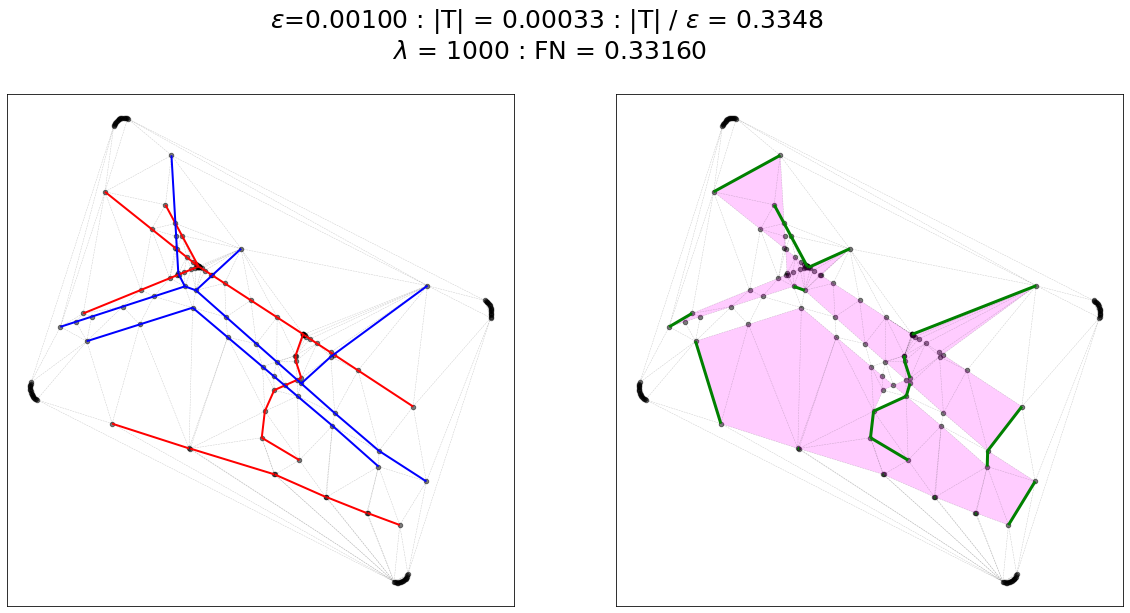 ε=0.00100 : |T| = 0.00033 : |T| / ε = 0.3348
λ = 1000 : FN = 0.33160